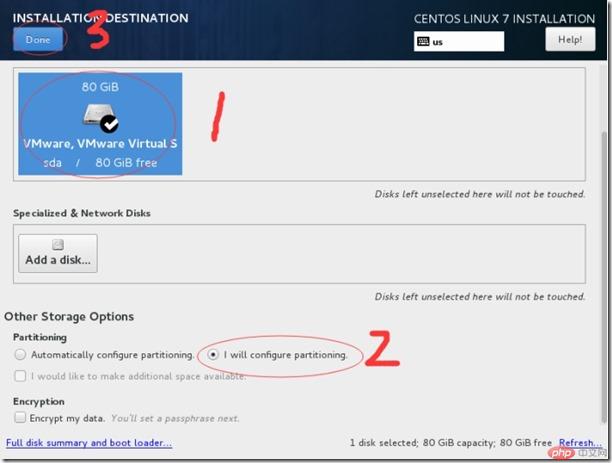 INSTALLATION DESTINATION
CENTOS LINUX 7 INSTALLATION
Done
3
us
Help!
80 GiB
1
VMware, VMware Virtual S
sda / 80 GiB free
Disks left unselected here will not be touched.
Specialized & Network Disks
Add a disk...
Disks left unselected here will not be touched.
Other Storage Options
Partitioning
Automatically configure partitioning.
I will configure partitioning.
2
I would like to make additional space available.
Encryption
Encrypt my data. You'll set a passphrase next.
Full disk summary and boot loader...
1 disk selected; 80 GiB capacity; 80 GiB free
Refresh...
php 中文网